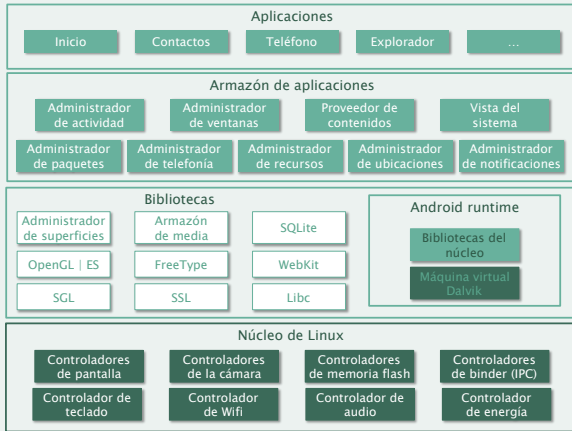 Aplicaciones
Inicio
Contactos
Teléfono
Explorador
...
Armazón de aplicaciones
Administrador
de actividad
Administrador
de ventanas
Proveedor de
contenidos
Vista del
sistema
Administrador
de paquetes
Administrador
de telefonía
Administrador
de recursos
Administrador
de ubicaciones
Administrador
de notificaciones
Bibliotecas
Administrador
de superficies
Armazón
de media
SQLite
OpenGL | ES
FreeType
WebKit
SGL
SSL
Libc
Android runtime
Bibliotecas del
núcleo
Máquina virtual
Dalvik
Núcleo de Linux
Controladores
de pantalla
Controladores
de la cámara
Controladores
de memoria flash
Controladores
de binder (IPC)
Controlador de
teclado
Controlador
de Wifi
Controlador de
audio
Controlador
de energía